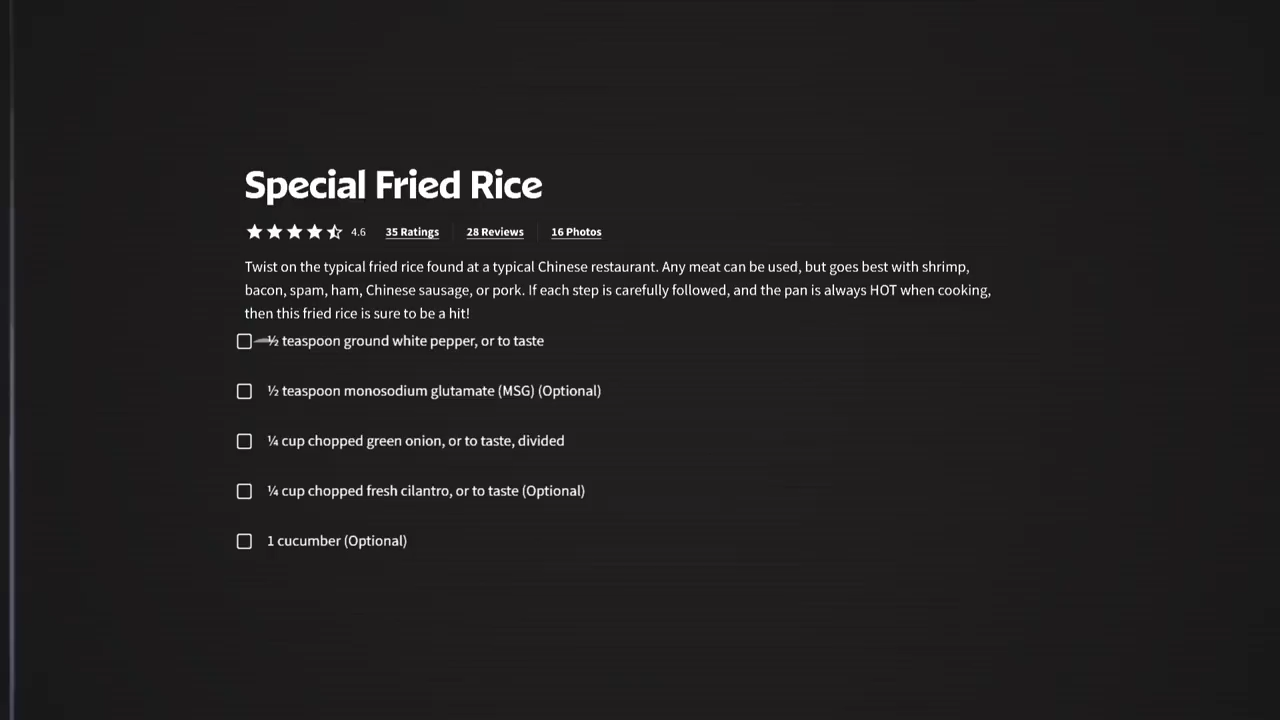 Special Fried Rice
4.6 35 Ratings 28 Reviews 16 Photos
Twist on the typical fried rice found at a typical Chinese restaurant. Any meat can be used, but goes best with shrimp,
bacon, spam, ham, Chinese sausage, or pork. If each step is carefully followed, and the pan is always HOT when cooking,
then this fried rice is sure to be a hit!
½ teaspoon ground white pepper, or to taste
½ teaspoon monosodium glutamate (MSG) (Optional)
¼ cup chopped green onion, or to taste, divided
¼ cup chopped fresh cilantro, or to taste (Optional)
1 cucumber (Optional)